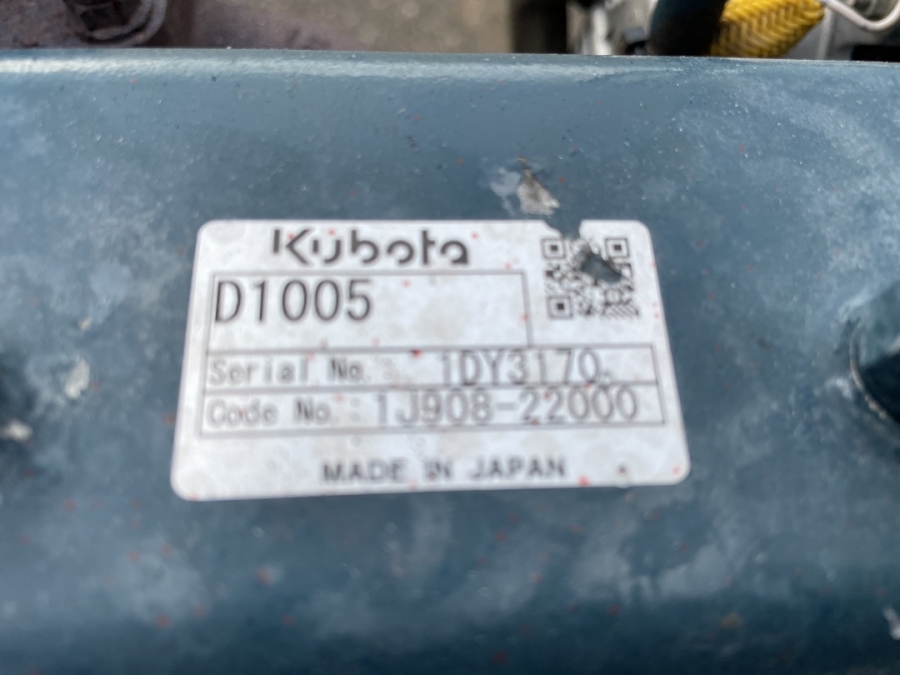 Kubota
D1005
Serial No. 1DY3170
Code No. : 1J908-22000
MADE IN JAPAN